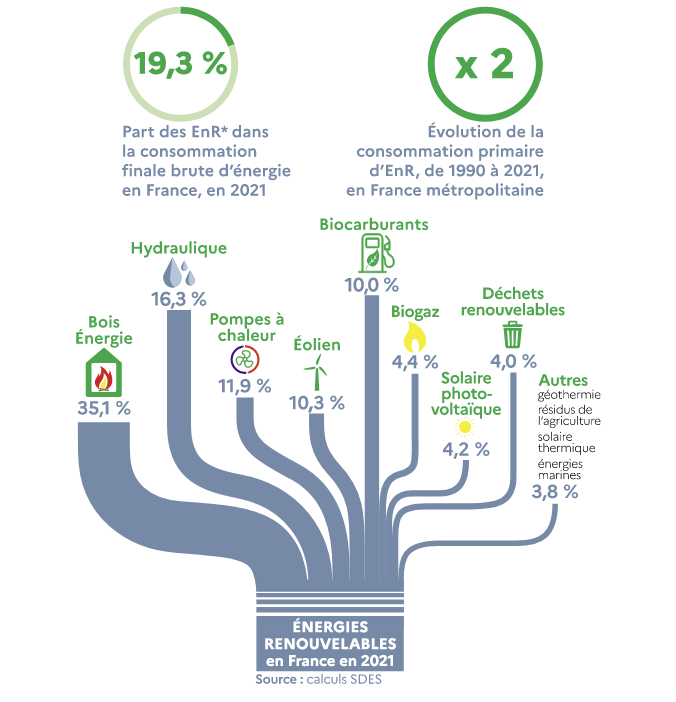 19,3 %
Part des EnR* dans
la consommation
finale brute d'énergie
en France, en 2021
x 2
Évolution de la
consommation primaire
d'EnR, de 1990 à 2021,
en France métropolitaine
Bois
Énergie
35,1 %
Hydraulique
16,3 %
Pompes à
chaleur
11,9 %
Éolien
10,3 %
Biocarburants
10,0 %
Biogaz
4,4 %
Solaire
photo-
voltaïque
4,2 %
Déchets
renouvelables
4,0 %
Autres
géothermie
résidus de
l'agriculture
solaire
thermique
énergies
marines
3,8 %
ÉNERGIES
RENOUVELABLES
en France en 2021
Source : calculs SDES